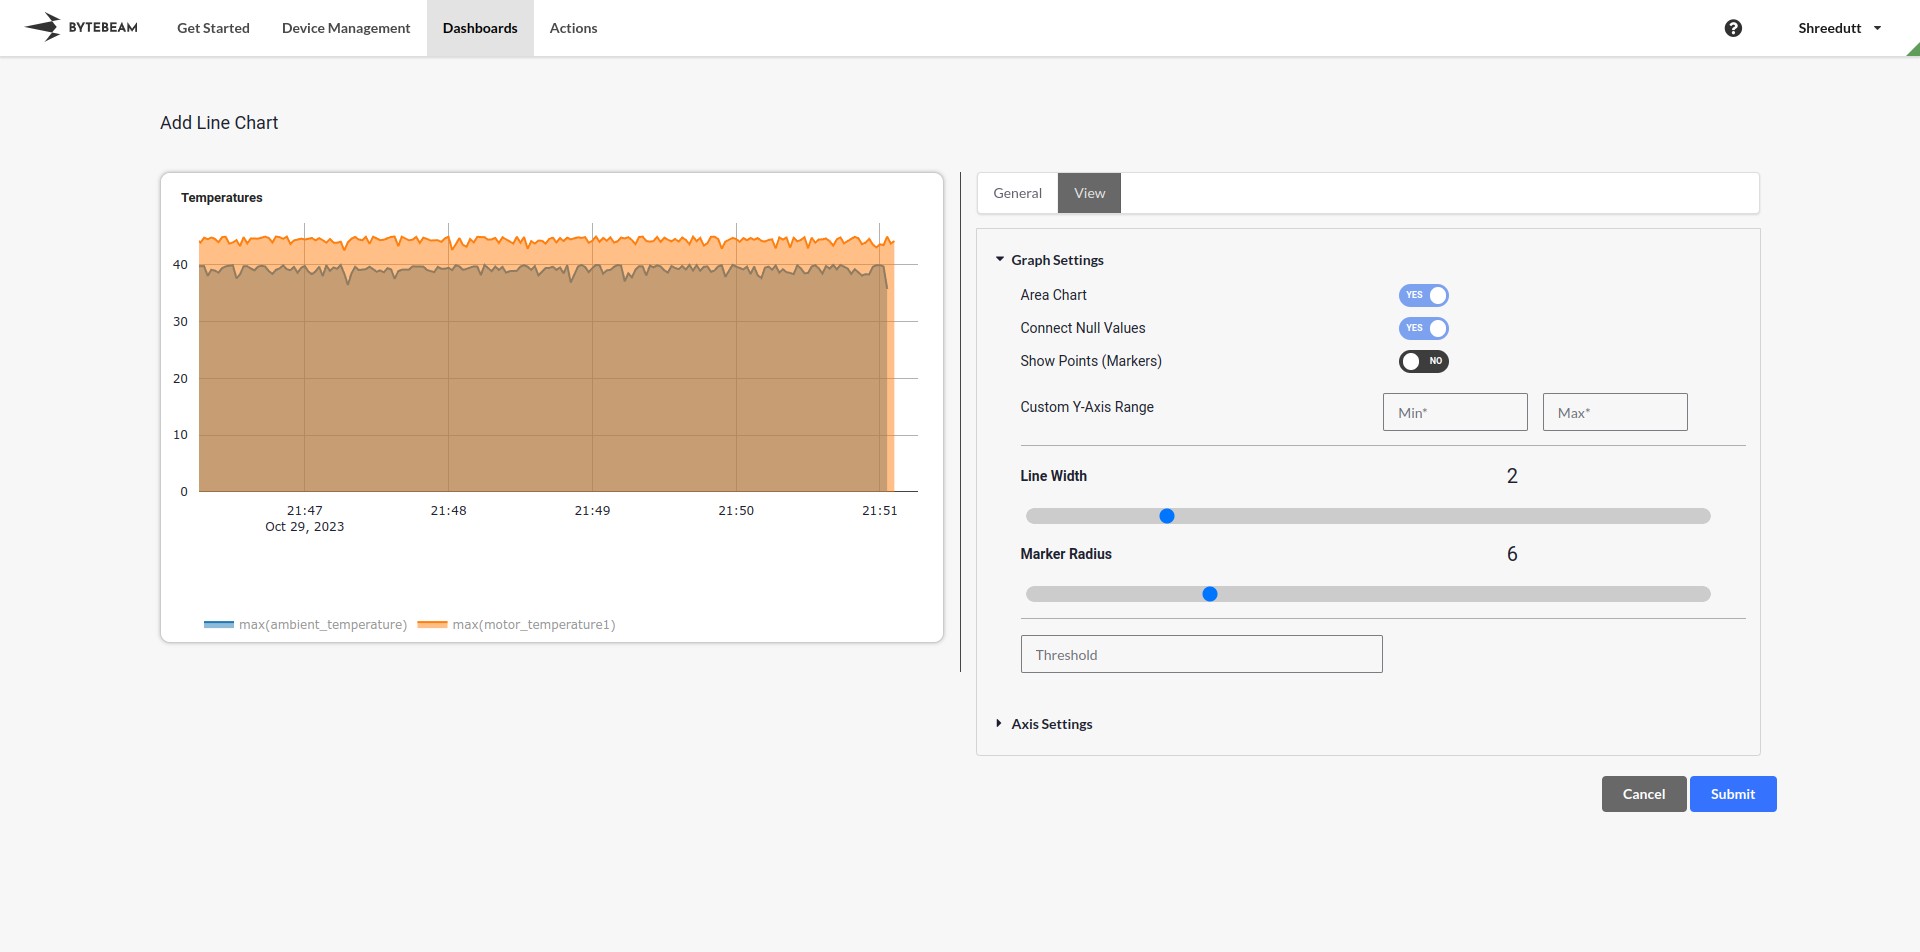 BYTEBEAM
Get Started
Device Management
Dashboards
Actions
?
Shreedutt
Add Line Chart
Temperatures
40
30
20
10
0
21:47
21:48
21:49
21:50
21:51
Oct 29, 2023
max(ambient_temperature)
max(motor_temperature1)
General
View
Graph Settings
Area Chart
YES
Connect Null Values
YES
Show Points (Markers)
NO
Custom Y-Axis Range
Min*
Max*
Line Width
2
Marker Radius
6
Threshold
Axis Settings
Cancel
Submit